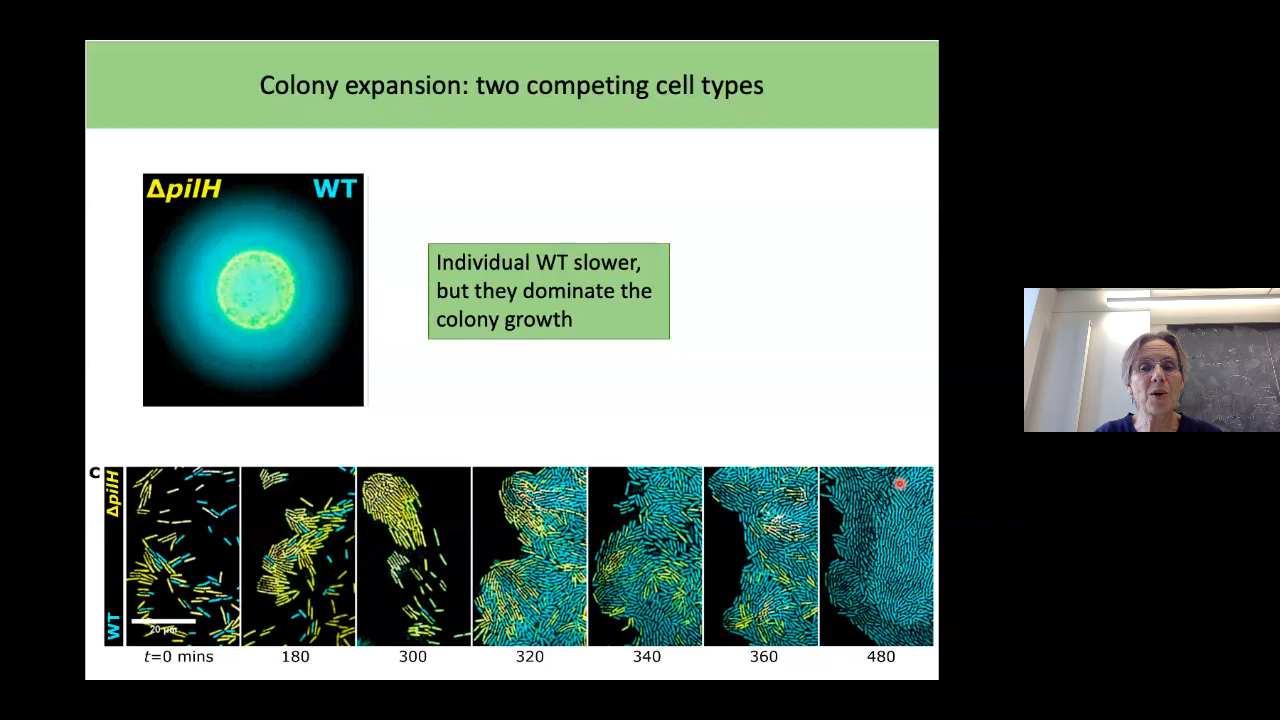 Colony expansion: two competing cell types
ΔpilH WT
Individual WT slower,
but they dominate the
colony growth
c
ΔpilH
WT
20 μm
t=0 mins 180 300 320 340 360 480